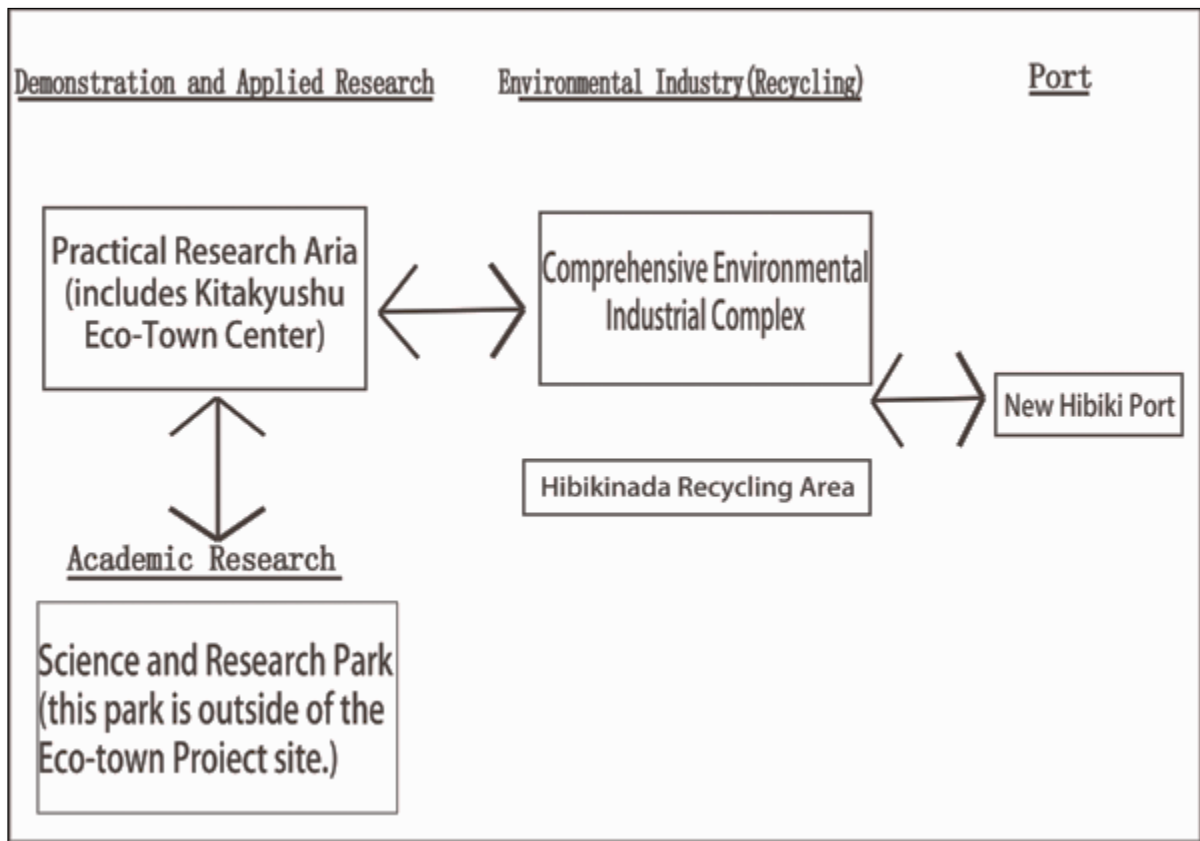 Demonstration and Applied Research
Environmental Industry(Recycling)
Port
Practical Research Aria
(includes Kitakyushu
Eco-Town Center)
Comprehensive Environmental
Industrial Complex
New Hibiki Port
Hibikinada Recycling Area
Academic Research
Science and Research Park
(this park is outside of the
Eco-town Proiect site.)